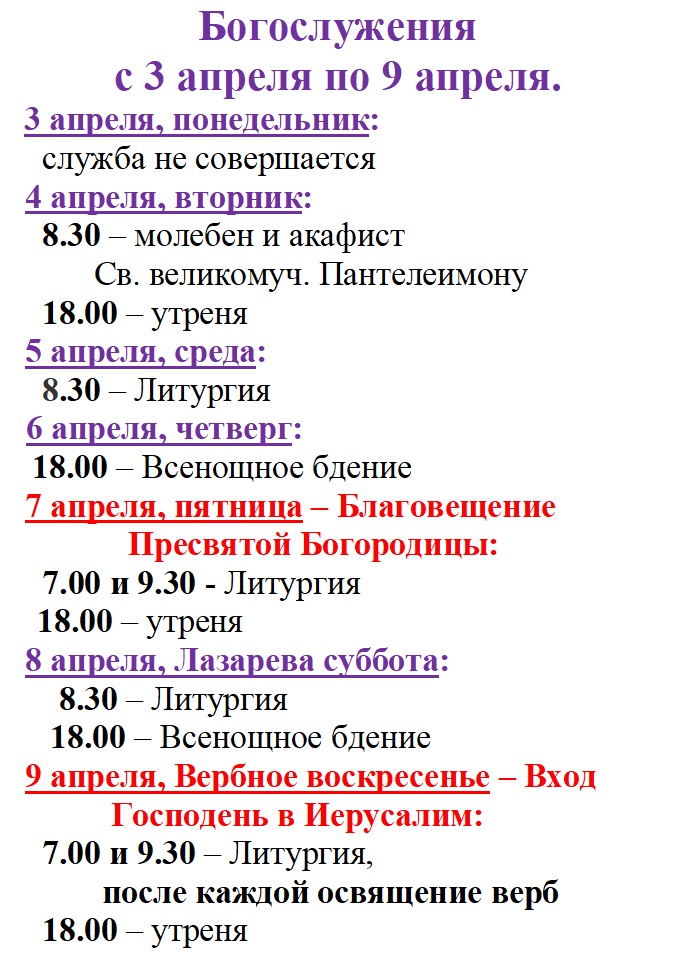 Богослужения
с 3 апреля по 9 апреля.
3 апреля, понедельник:
служба не совершается
4 апреля, вторник:
8.30 – молебен и акафист
Св. великомуч. Пантелеимону
18.00 – утреня
5 апреля, среда:
8.30 – Литургия
6 апреля, четверг:
18.00 – Всенощное бдение
7 апреля, пятница – Благовещение
Пресвятой Богородицы:
7.00 и 9.30 - Литургия
18.00 – утреня
8 апреля, Лазарева суббота:
8.30 – Литургия
18.00 – Всенощное бдение
9 апреля, Вербное воскресенье – Вход
Господень в Иерусалим:
7.00 и 9.30 – Литургия,
после каждой освящение верб
18.00 – утреня